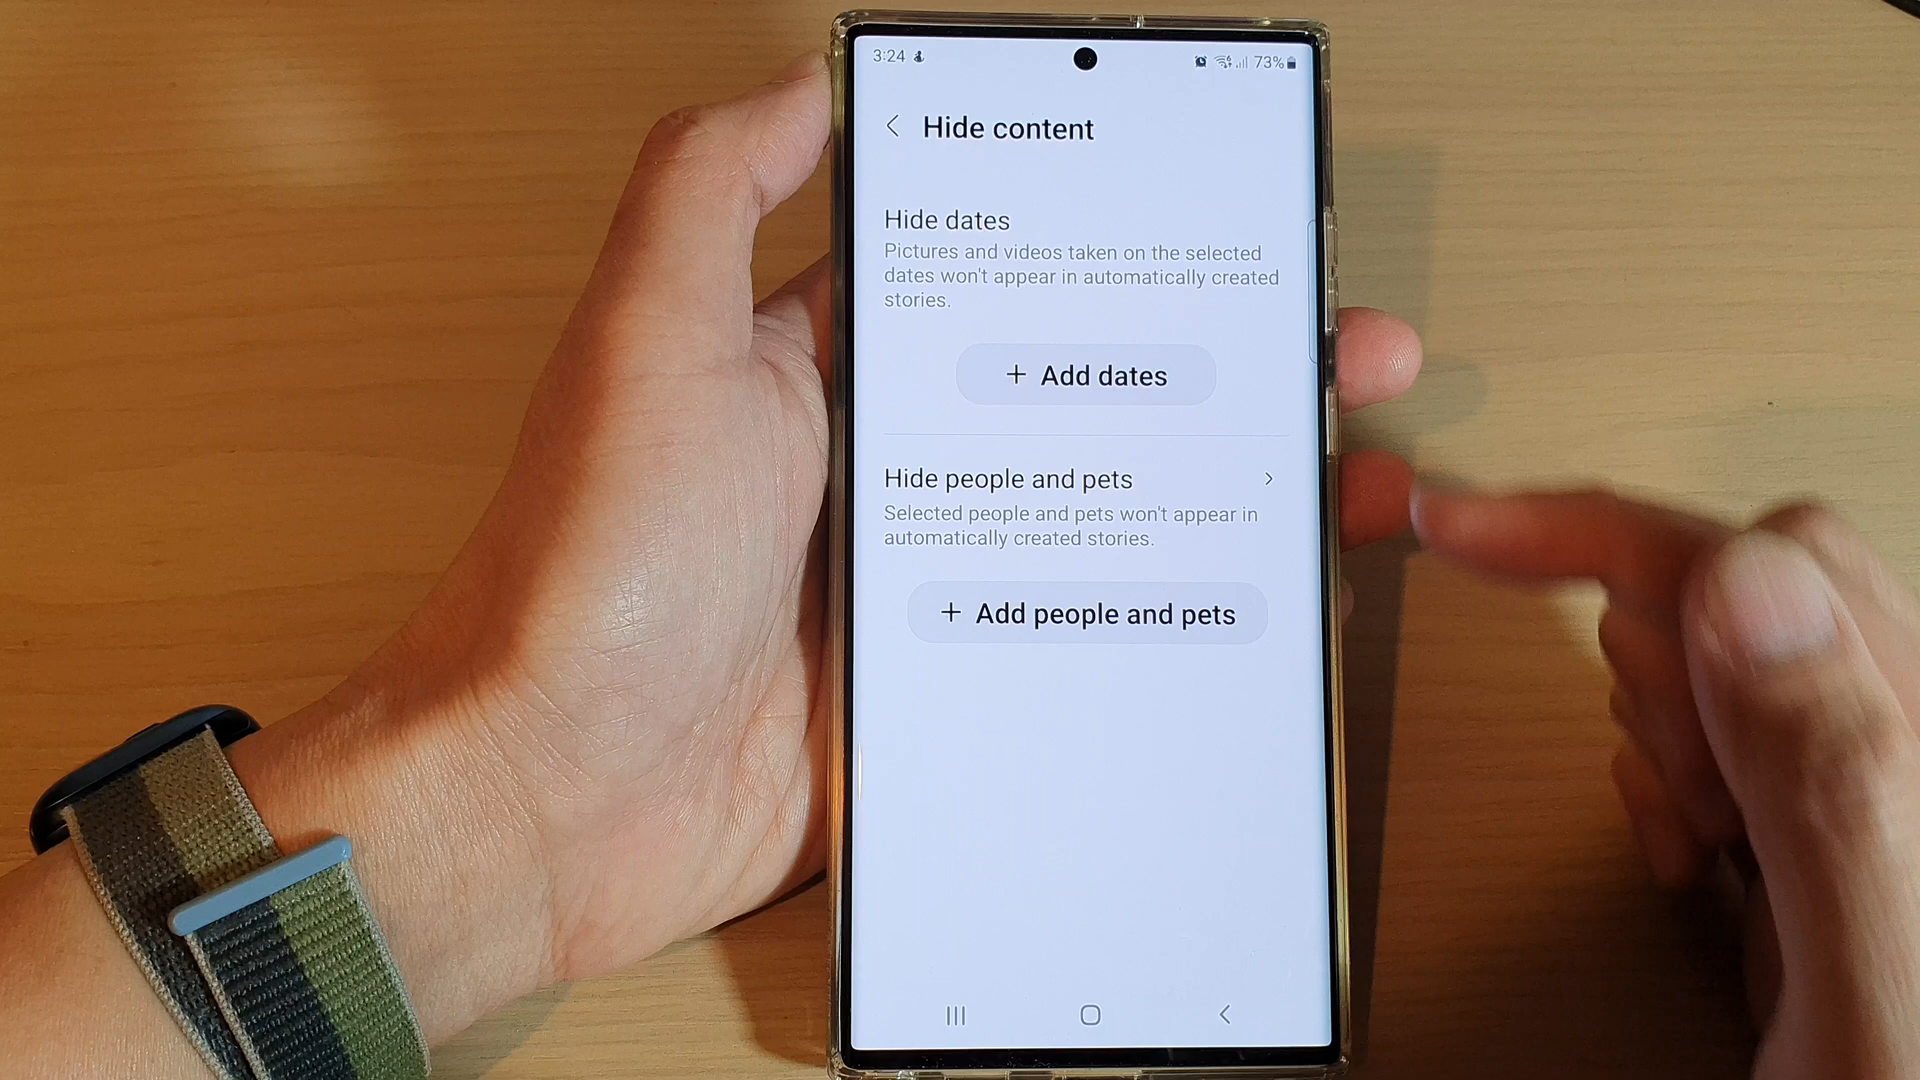 3:24 73%
Hide content
Hide dates
Pictures and videos taken on the selected
dates won't appear in automatically created
stories.
+ Add dates
Hide people and pets
Selected people and pets won't appear in
automatically created stories.
+ Add people and pets